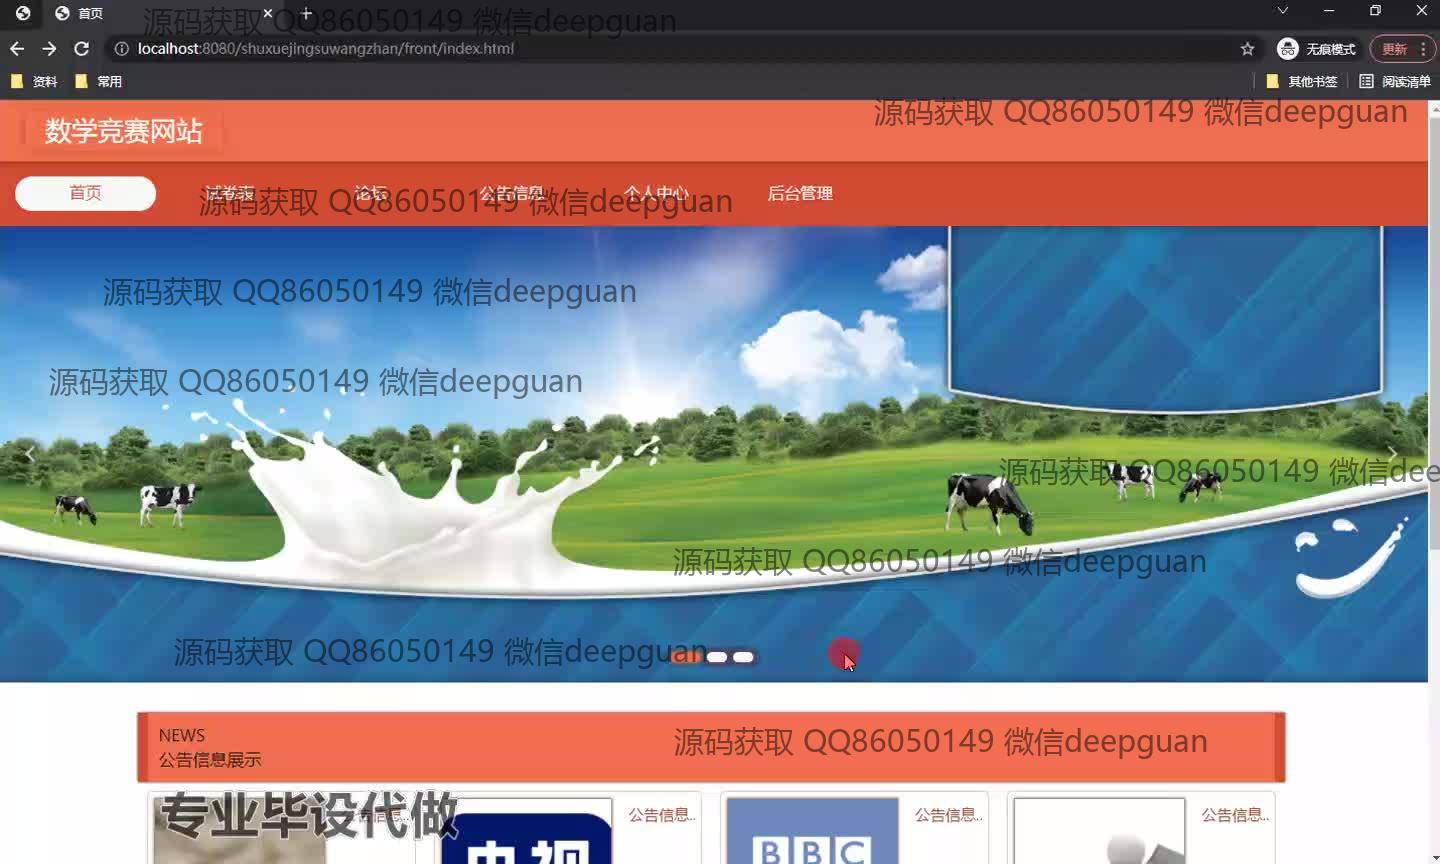 首页
源码获取 QQ86050149 微信deepguan
localhost:8080/shuxuejingsuwangzhan/front/index.html
无痕模式
更新
资料
常用
其他书签
阅读清单
数学竞赛网站
源码获取 QQ86050149 微信deepguan
首页
试卷表
论坛
公告信息
个人中心
后台管理
源码获取 QQ86050149 微信deepguan
源码获取 QQ86050149 微信deepguan
源码获取 QQ86050149 微信deepguan
源码获取 QQ86050149 微信dee
源码获取 QQ86050149 微信deepguan
源码获取 QQ86050149 微信deepguan
NEWS
公告信息展示
源码获取 QQ86050149 微信deepguan
专业毕设代做
公告信息..
公告信息..
公告信息..
央视
BBC